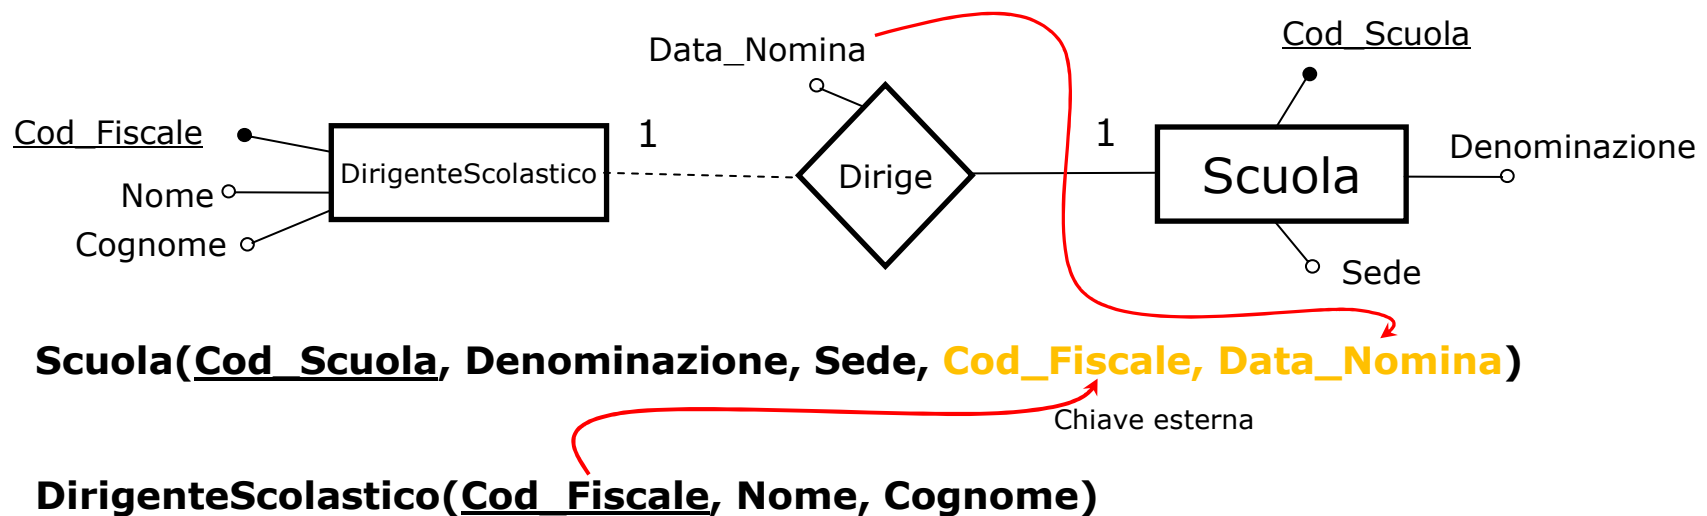 Cod_Scuola
Data_Nomina
Cod_Fiscale
1
1
Denominazione
DirigenteScolastico
Dirige
Scuola
Nome
Cognome
Sede
Scuola(Cod_Scuola, Denominazione, Sede, Cod_Fiscale, Data_Nomina)
Chiave esterna
DirigenteScolastico(Cod_Fiscale, Nome, Cognome)